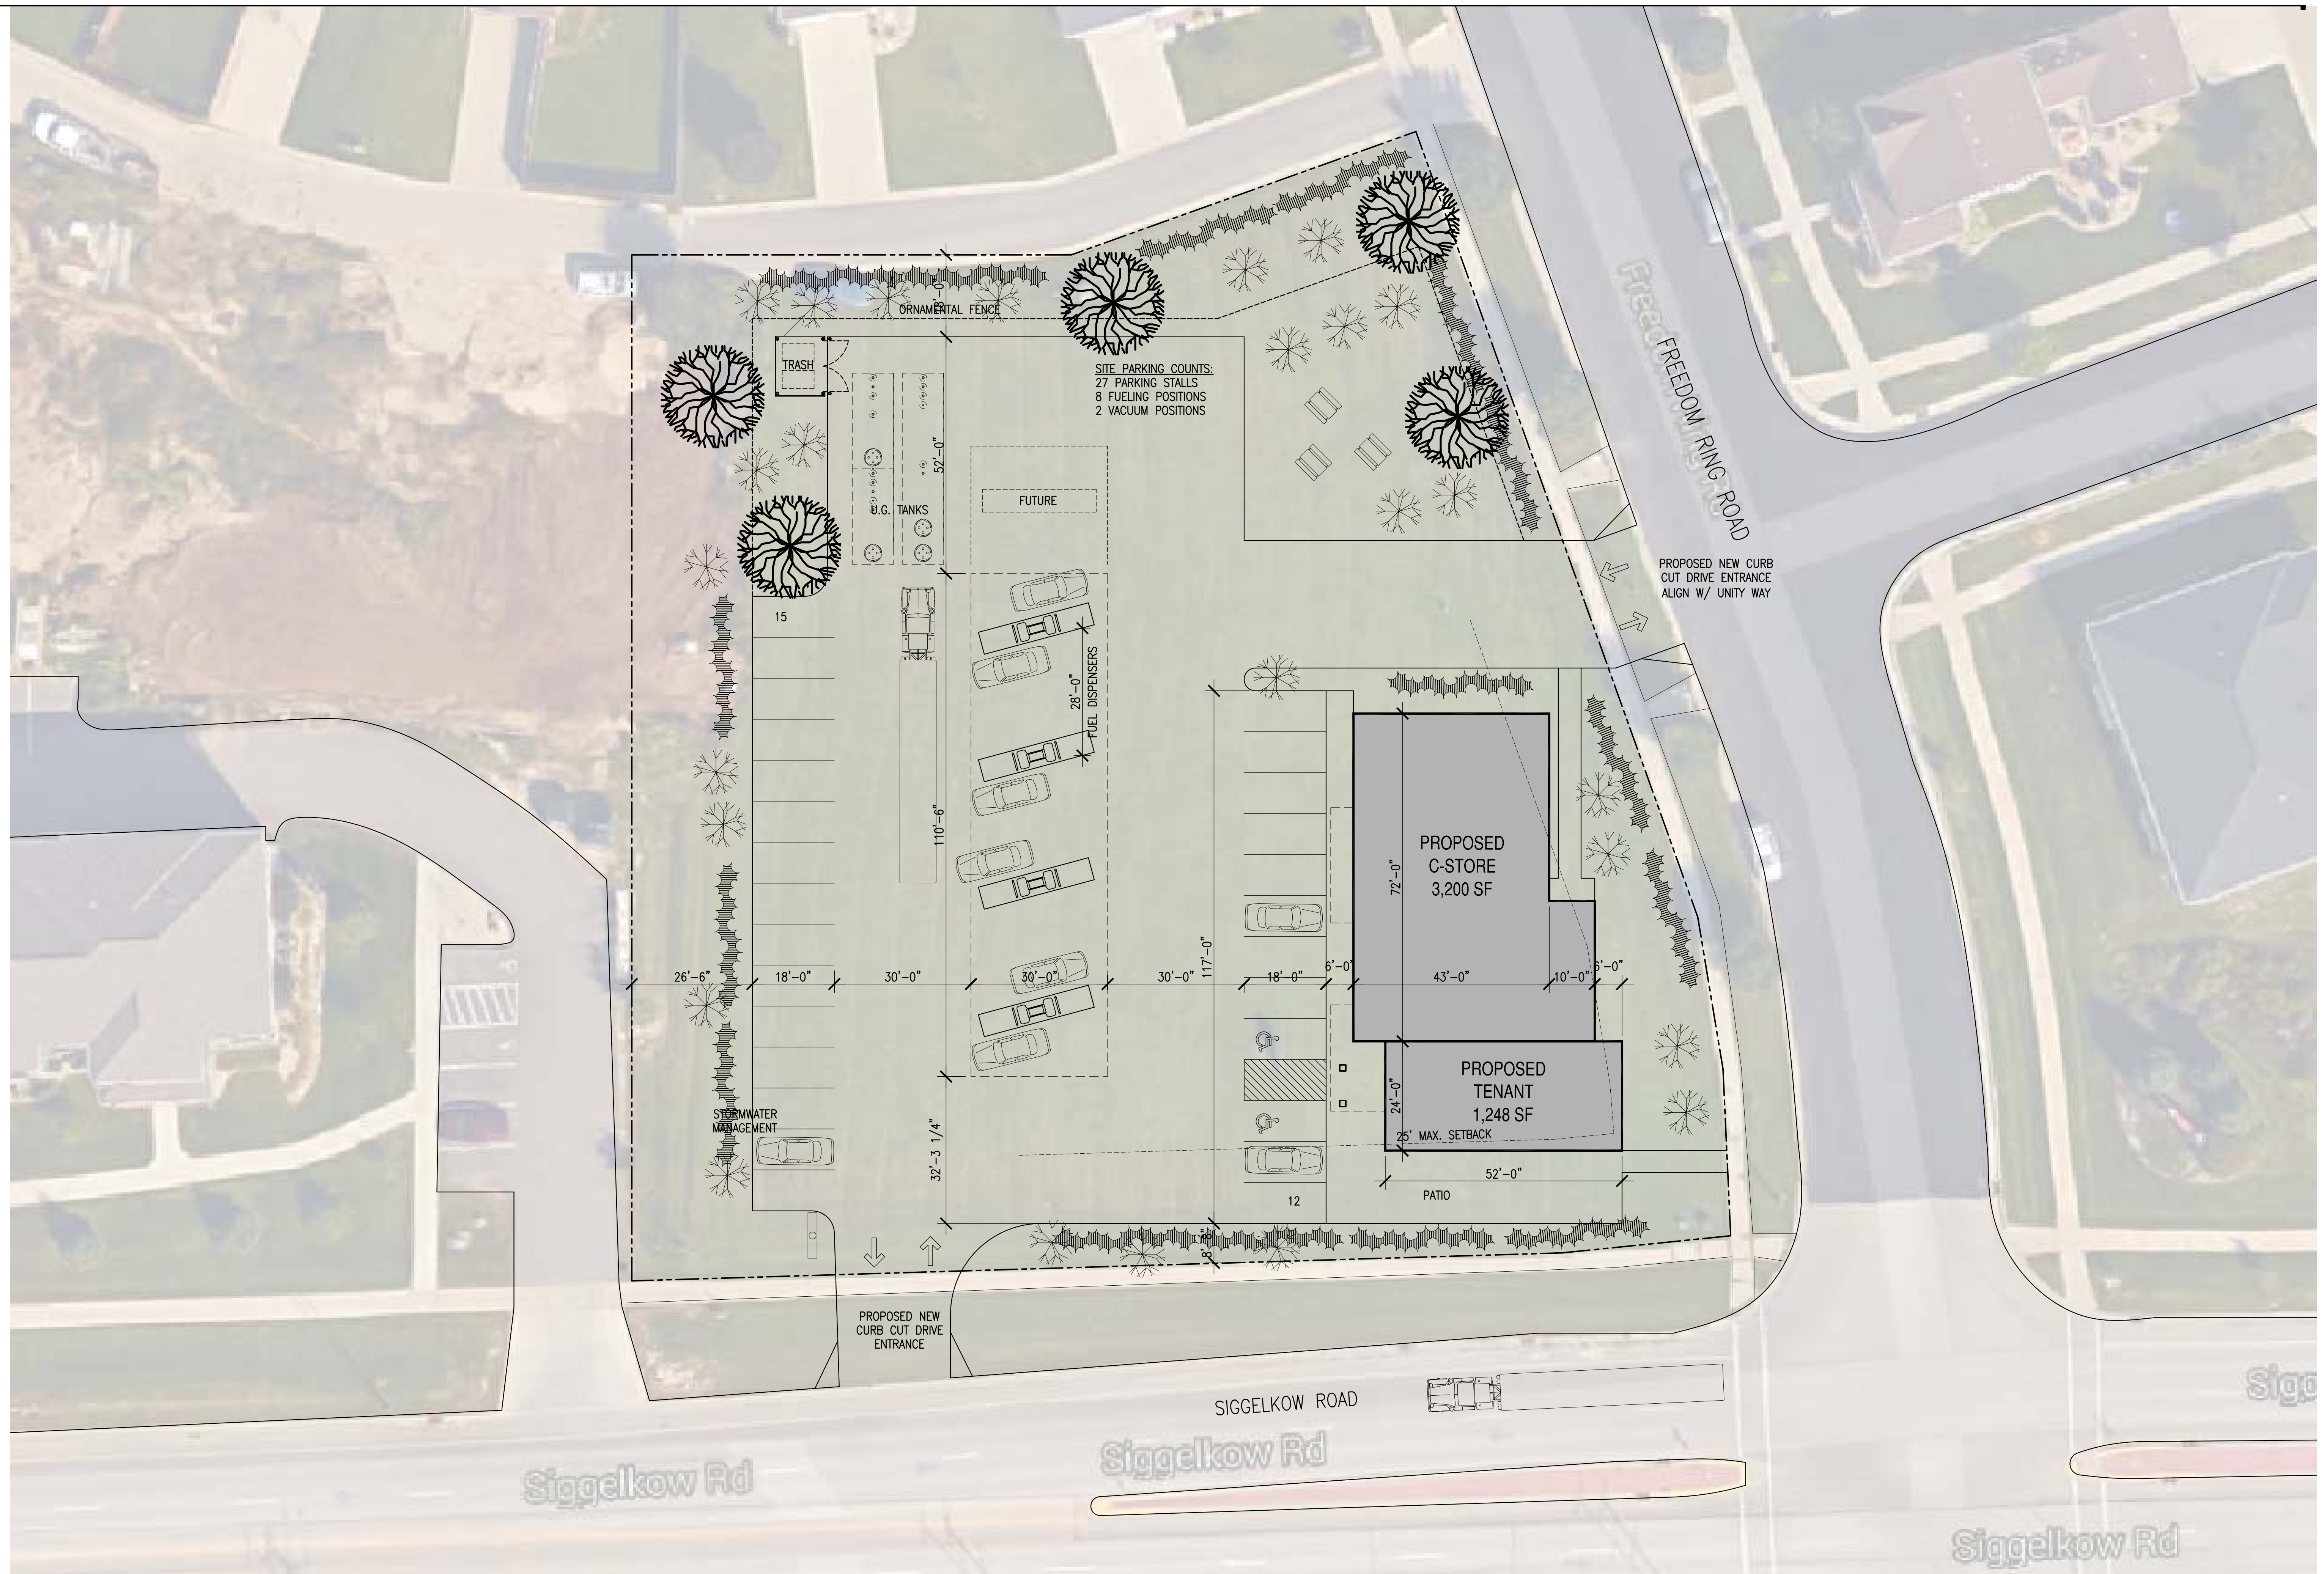 ORNAMENTAL FENCE
TRASH
SITE PARKING COUNTS:
27 PARKING STALLS
8 FUELING POSITIONS
2 VACUUM POSITIONS
52'-0"
FUTURE
U.G. TANKS
FREEDOM RING ROAD
PROPOSED NEW CURB
CUT DRIVE ENTRANCE
ALIGN W/ UNITY WAY
15
28'-0"
FUEL DISPENSERS
110'-6"
PROPOSED
C-STORE
3,200 SF
72'-0"
117'-0"
26'-6"
18'-0"
30'-0"
30'-0"
30'-0"
18'-0"
6'-0"
43'-0"
10'-0"
6'-0"
PROPOSED
TENANT
1,248 SF
24'-0"
25' MAX. SETBACK
STORMWATER
MANAGEMENT
32'-3 1/4"
52'-0"
PATIO
12
PROPOSED NEW
CURB CUT DRIVE
ENTRANCE
SIGGELKOW ROAD
Siggelkow Rd
Siggelkow Rd
Siggelkow Rd